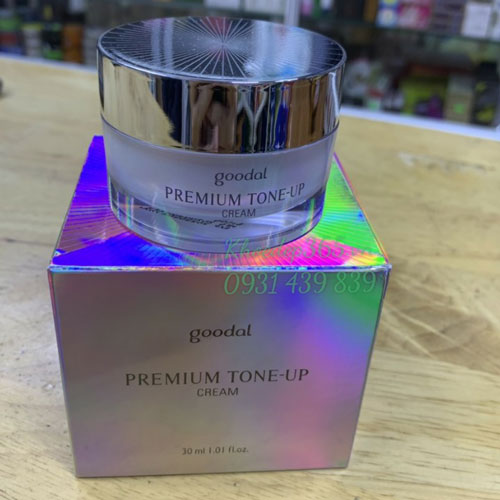 goodal
PREMIUM TONE-UP
CREAM
0931 439 839
goodal
PREMIUM TONE-UP
CREAM
30 ml 1.01 fl.oz.